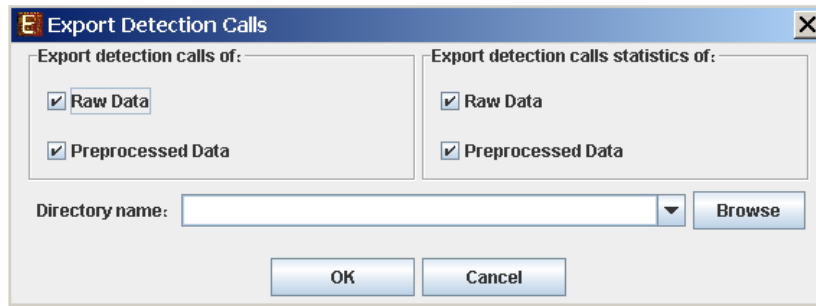 E Export Detection Calls
Export detection calls of:
Raw Data
Preprocessed Data
Export detection calls statistics of:
Raw Data
Preprocessed Data
Directory name:
Browse
OK
Cancel